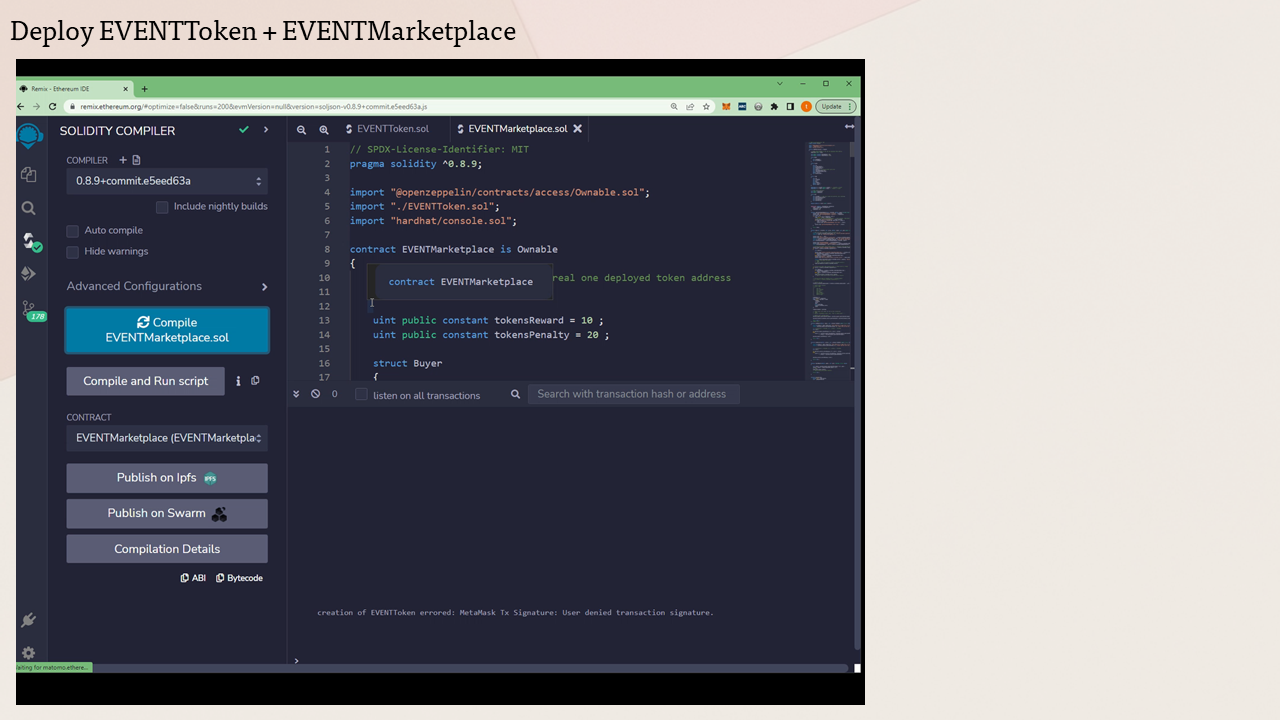 Deploy EVENTToken + EVENTMarketplace
Remix - Ethereum IDE
remix.ethereum.org/#optimize=false&runs=200&evmVersion=null&version=soljson-v0.8.9+commit.e5eed63a.js
Update
SOLIDITY COMPILER
EVENTToken.sol
EVENTMarketplace.sol
COMPILER
0.8.9+commit.e5eed63a
Include nightly builds
Auto compile
Hide warnings
Advanced configurations
178
Compile
EVENTMarketplace.sol
Compile and Run script
CONTRACT
EVENTMarketplace (EVENTMarketpla
Publish on Ipfs
IPFS
Publish on Swarm
Compilation Details
ABI
Bytecode
1 // SPDX-License-Identifier: MIT
2 pragma solidity ^0.8.9;
3
4 import "@openzeppelin/contracts/access/Ownable.sol";
5 import "./EVENTToken.sol";
6 import "hardhat/console.sol";
7
8 contract EVENTMarketplace is Ownable
9 {
10 real one deployed token address
contract EVENTMarketplace
11
12
13 uint public constant tokensReward = 10 ;
14 uint public constant tokensPenalty = 20 ;
15
16 struct Buyer
17 {
0
listen on all transactions
Search with transaction hash or address
creation of EVENTToken errored: MetaMask Tx Signature: User denied transaction signature.
>
aiting for matomo.ethere...